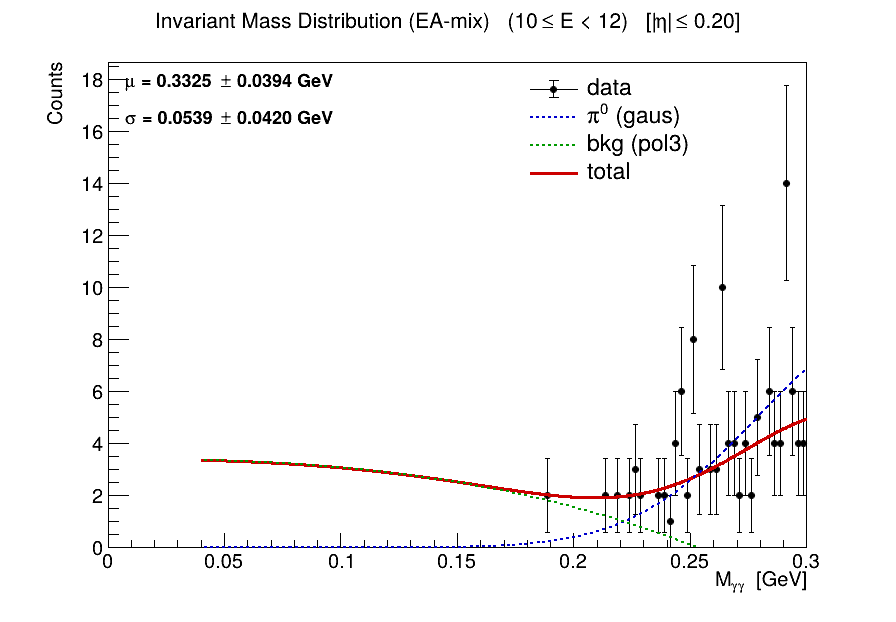 Invariant Mass Distribution (EA-mix) (10 ≤ E < 12) [|η| ≤ 0.20]
Counts
μ = 0.3325 ± 0.0394 GeV
σ = 0.0539 ± 0.0420 GeV
data
π⁰ (gaus)
bkg (pol3)
total
18
16
14
12
10
8
6
4
2
0
0 0.05 0.1 0.15 0.2 0.25 0.3
Mγγ [GeV]